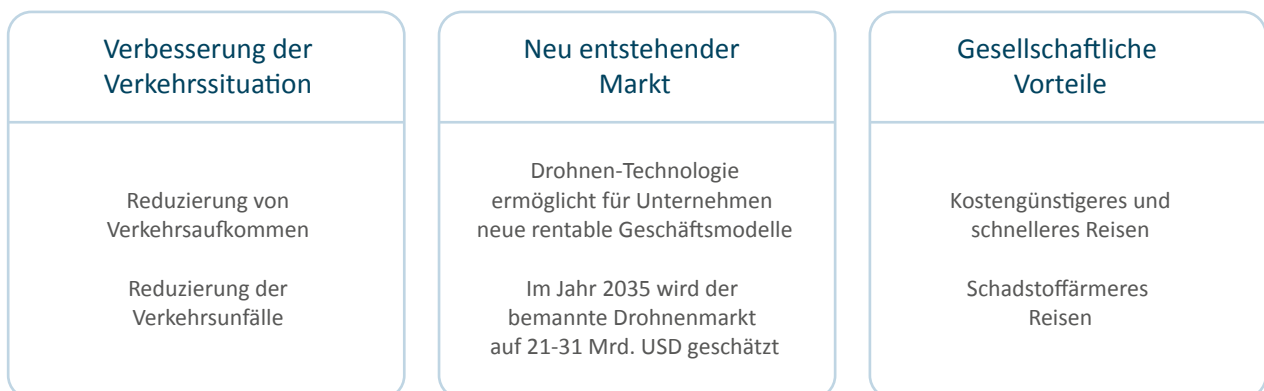 Verbesserung der
Verkehrssituation
Reduzierung von
Verkehrsaufkommen
Reduzierung der
Verkehrsunfälle
Neu entstehender
Markt
Drohnen-Technologie
ermöglicht für Unternehmen
neue rentable Geschäftsmodelle
Im Jahr 2035 wird der
bemannte Drohnenmarkt
auf 21-31 Mrd. USD geschätzt
Gesellschaftliche
Vorteile
Kostengünstigeres und
schnelleres Reisen
Schadstoffärmeres
Reisen